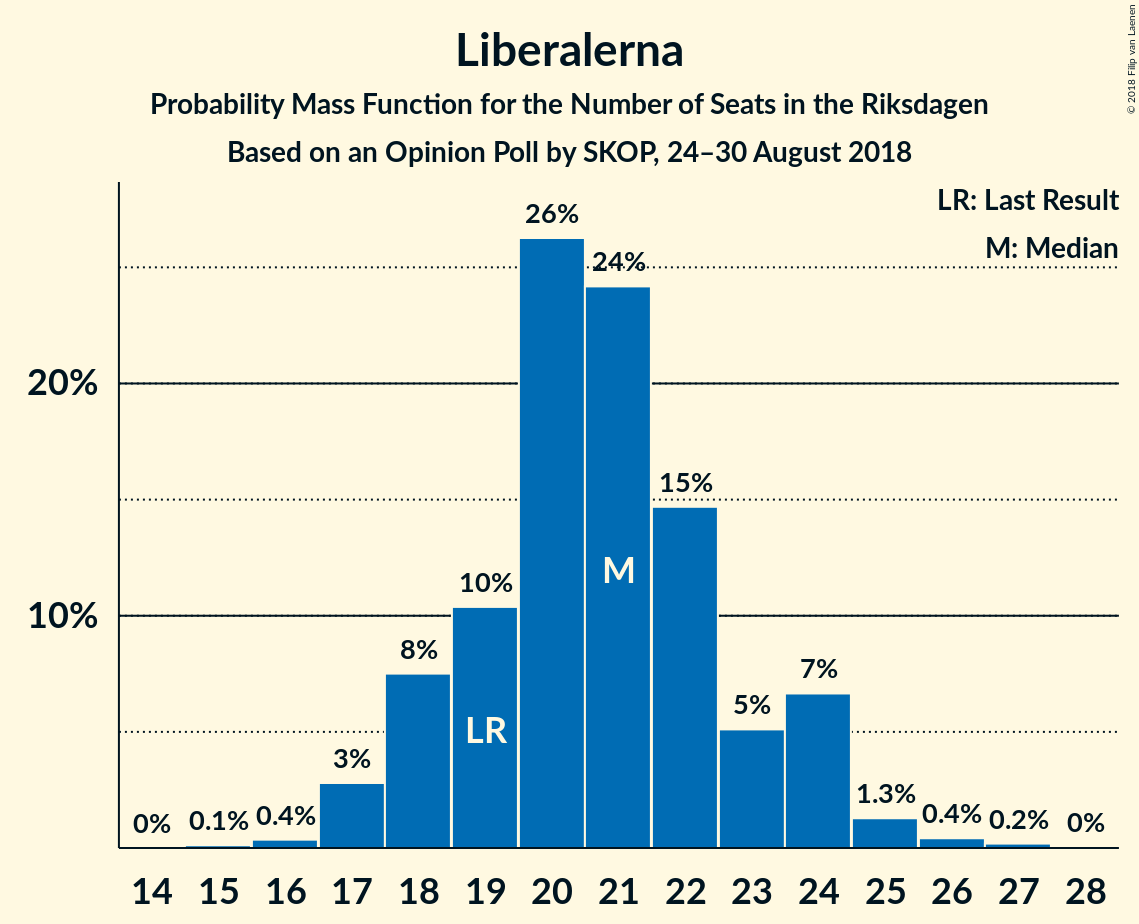 Liberalerna
Probability Mass Function for the Number of Seats in the Riksdagen
Based on an Opinion Poll by SKOP, 24–30 August 2018
© 2018 Filip van Laenen
LR: Last Result
M: Median
26%
24%
20%
15%
M
10%
10%
8%
7%
5%
LR
3%
1.3%
0% 0.1% 0.4% 0.4% 0.2% 0%
14 15 16 17 18 19 20 21 22 23 24 25 26 27 28